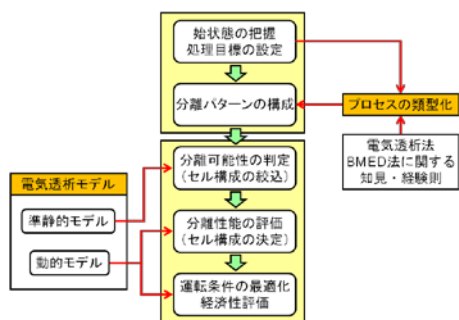 始状態の把握
処理目標の設定
分離パターンの構成
プロセスの類型化
電気透析法
BMED法に関する
知見・経験則
分離可能性の判定
(セル構成の絞込)
電気透析モデル
準静的モデル
動的モデル
分離性能の評価
(セル構成の決定)
運転条件の最適化
経済性評価